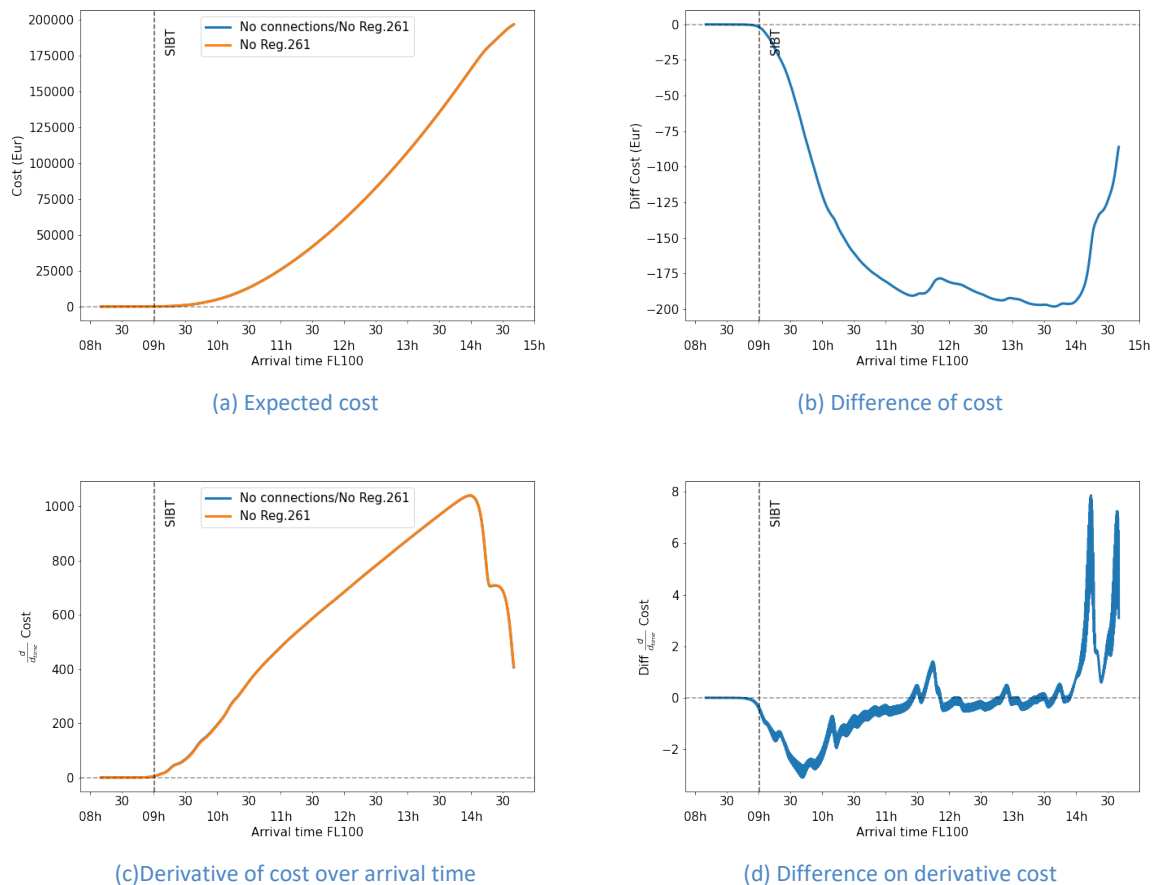 No connections/No Reg.261
No Reg.261
SIBT
Cost (Eur)
200000
175000
150000
125000
100000
75000
50000
25000
0
30 30 30 30 30 30 30
08h 09h 10h 11h 12h 13h 14h 15h
Arrival time FL100
(a) Expected cost
SIBT
Diff Cost (Eur)
0
−25
−50
−75
−100
−125
−150
−175
−200
30 30 30 30 30 30 30
08h 09h 10h 11h 12h 13h 14h 15h
Arrival time FL100
(b) Difference of cost
No connections/No Reg.261
No Reg.261
SIBT
d/d_time Cost
1000
800
600
400
200
0
30 30 30 30 30 30 30
08h 09h 10h 11h 12h 13h 14h 15h
Arrival time FL100
(c)Derivative of cost over arrival time
SIBT
Diff d/d_time Cost
8
6
4
2
0
−2
30 30 30 30 30 30 30
08h 09h 10h 11h 12h 13h 14h
Arrival time FL100
(d) Difference on derivative cost